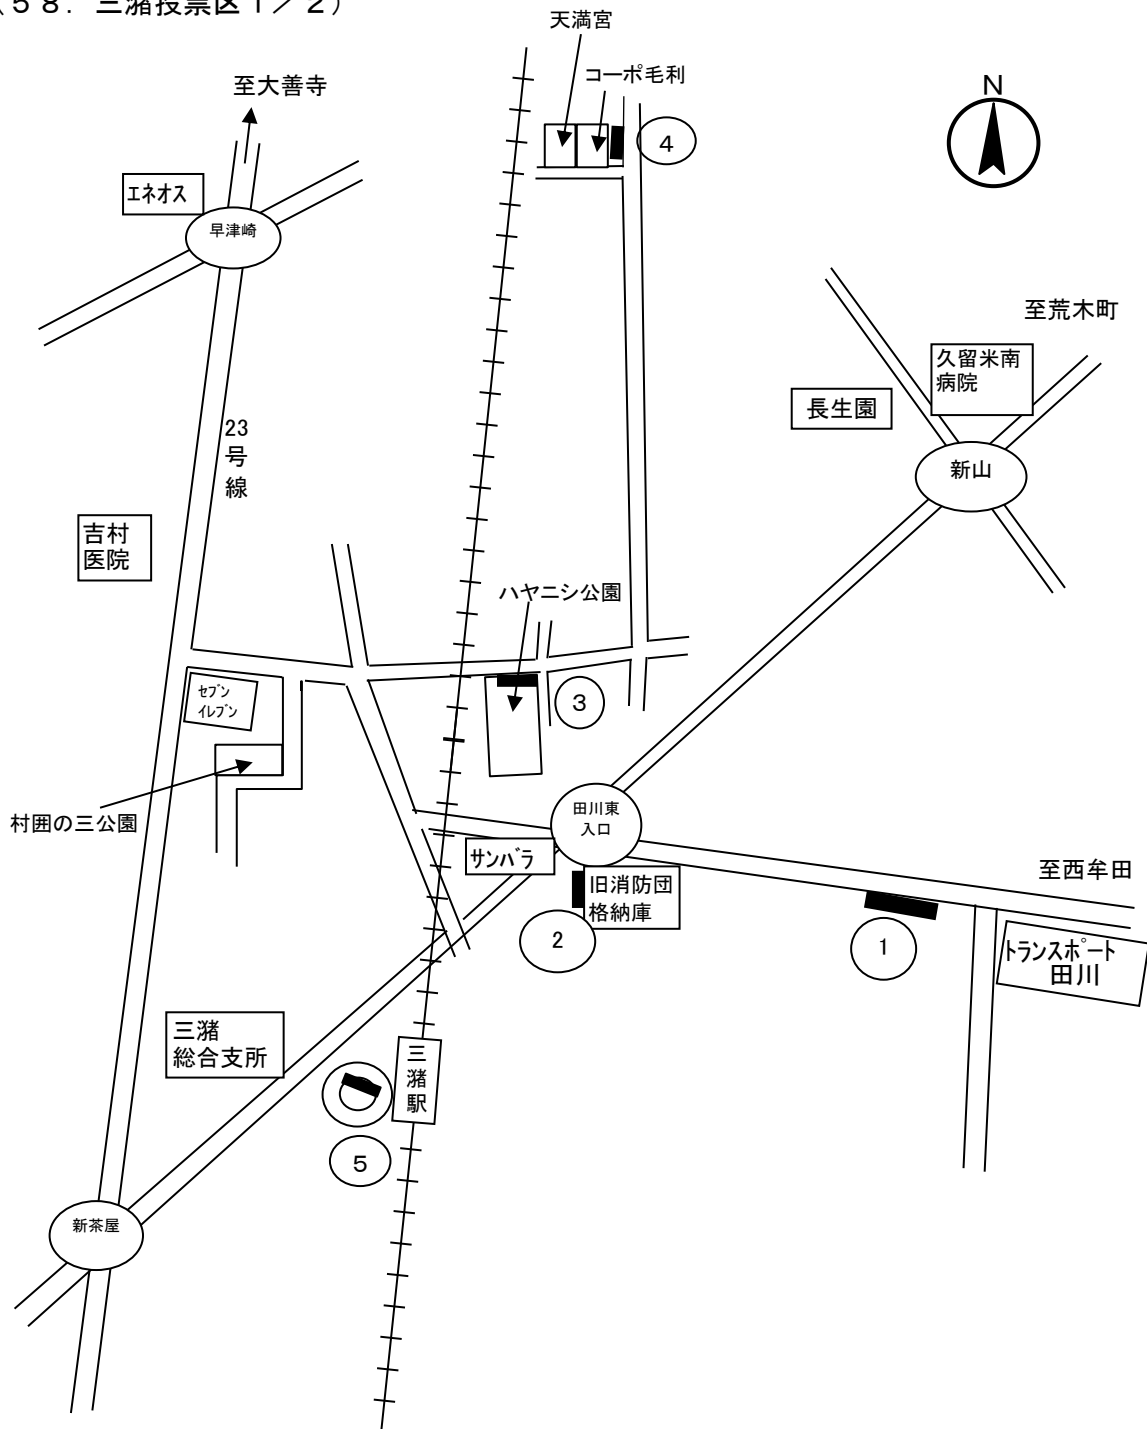 （５８．三潴投票区１／２）
天満宮
コーポ毛利
至大善寺
N
4
エネオス
早津崎
至荒木町
久留米南
病院
長生園
23
号
線
新山
吉村
医院
ハヤニシ公園
セブン
イレブン
3
村囲の三公園
田川東
入口
サンバラ
至西牟田
旧消防団
格納庫
2
1
トランスポート
田川
三潴
総合支所
三
潴
駅
5
新茶屋